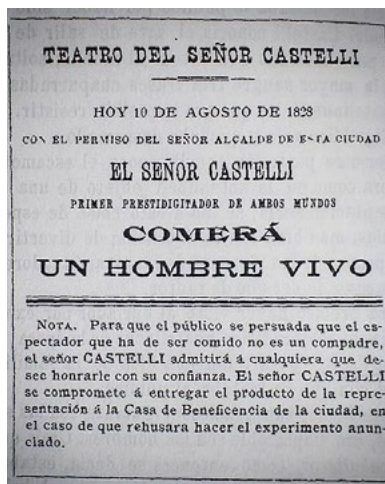 TEATRO DEL SEÑOR CASTELLI
HOY 10 DE AGOSTO DE 1828
CON EL PERMISO DEL SEÑOR ALCALDE DE ESTA CIUDAD
EL SEÑOR CASTELLI
PRIMER PRESTIDIGITADOR DE AMBOS MUNDOS
COMERÁ
UN HOMBRE VIVO
NOTA. Para que el público se persuada que el es-
pectador que ha de ser comido no es un compadre,
el señor CASTELLI admitirá á cualquiera que de-
see honrarle con su confianza. El señor CASTELLI
se compromete á entregar el producto de la repre-
sentación á la Casa de Beneficencia de la ciudad, en
el caso de que rehusara hacer el experimento anun-
ciado.